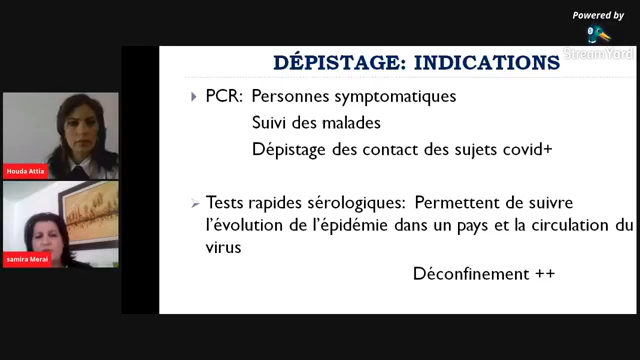 Powered by
StreamYard
DÉPISTAGE: INDICATIONS
PCR: Personnes symptomatiques
Suivi des malades
Dépistage des contact des sujets covid+
Tests rapides sérologiques: Permettent de suivre
l'évolution de l'épidémie dans un pays et la circulation du
virus
Déconfinement ++
Houda Attia
samira Merai